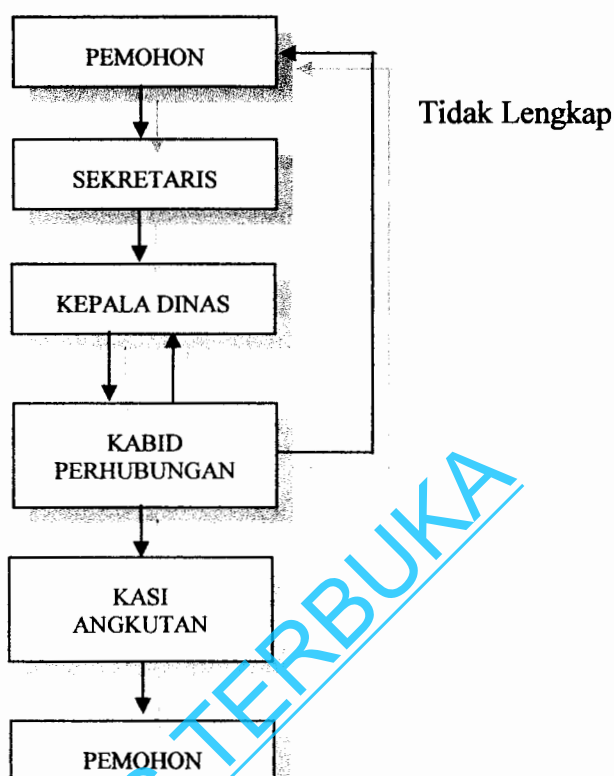 PEMOHON
Tidak Lengkap
SEKRETARIS
KEPALA DINAS
KABID
PERHUBUNGAN
KASI
ANGKUTAN
PEMOHON
TERBUKA